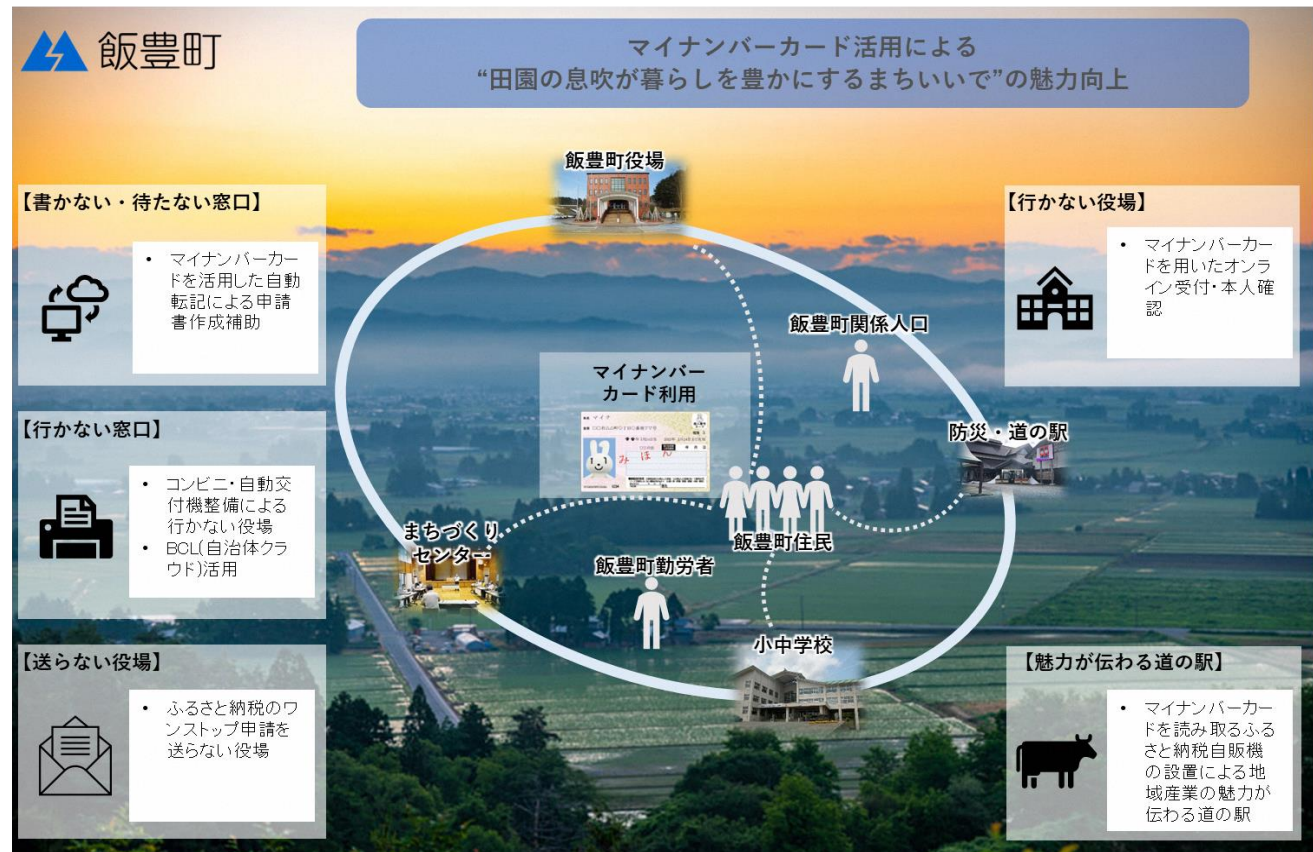 飯豊町
マイナンバーカード活用による
“田園の息吹が暮らしを豊かにするまちいいで”の魅力向上
飯豊町役場
【書かない・待たない窓口】
• マイナンバーカー
ドを活用した自動
転記による申請
書作成補助
【行かない役場】
• マイナンバーカー
ドを用いたオンラ
イン受付・本人確
認
飯豊町関係人口
マイナンバー
カード利用
マイナ
みほん
防災・道の駅
【行かない窓口】
• コンビニ・自動交
付機整備による
行かない役場
• BCL(自治体クラ
ウド)活用
まちづくり
センター
飯豊町住民
飯豊町勤労者
小中学校
【送らない役場】
• ふるさと納税のワ
ンストップ申請を
送らない役場
【魅力が伝わる道の駅】
• マイナンバーカー
ドを読み取るふる
さと納税自販機
の設置による地
域産業の魅力が
伝わる道の駅